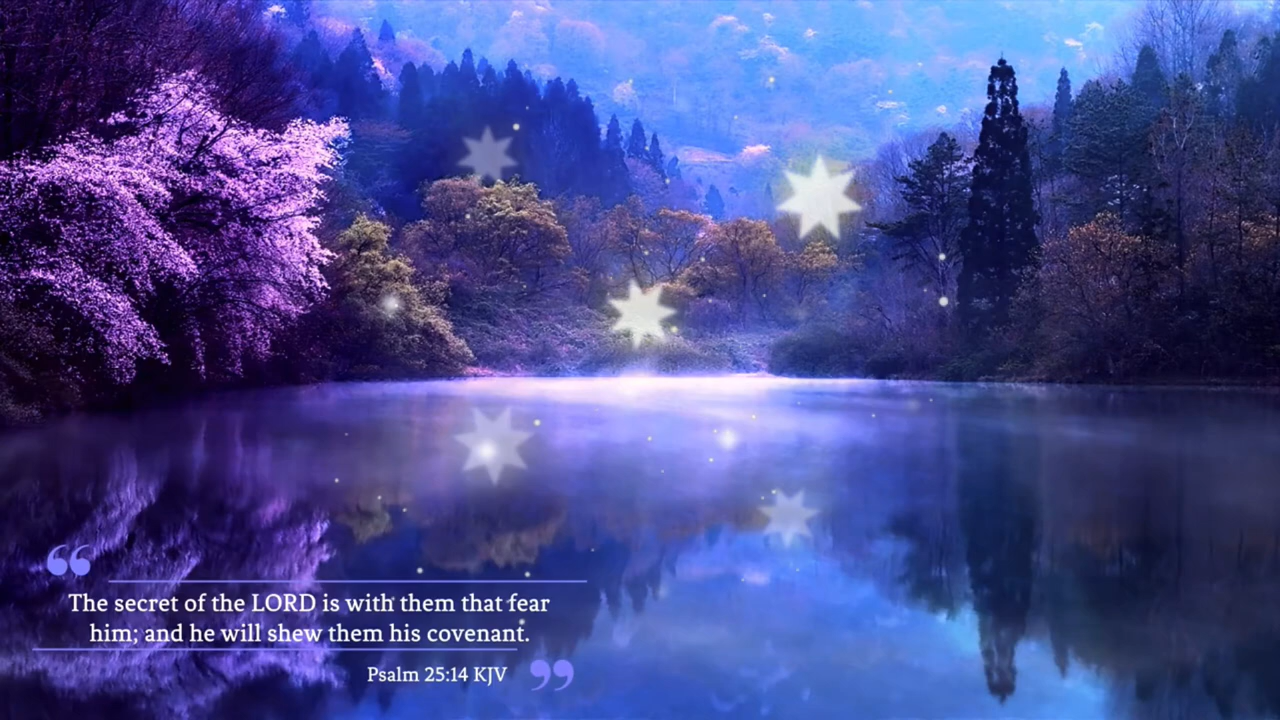 “
The secret of the LORD is with them that fear
him; and he will shew them his covenant.
Psalm 25:14 KJV ”